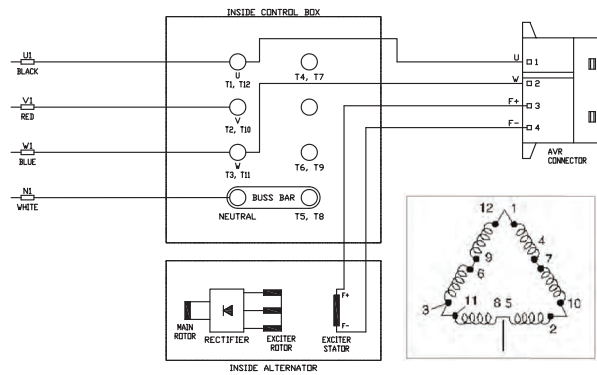 INSIDE CONTROL BOX
U1
BLACK
U
T1, T12
T4, T7
U
1
W
2
V1
RED
V
T2, T10
F+
3
F-
4
W1
BLUE
W
T3, T11
T6, T9
AVR
CONNECTOR
N1
WHITE
BUSS BAR
NEUTRAL
T5, T8
12
1
4
9
7
6
3
11
8
5
10
2
F+
F-
MAIN
ROTOR
RECTIFIER
EXCITER
ROTOR
EXCITER
STATOR
INSIDE ALTERNATOR